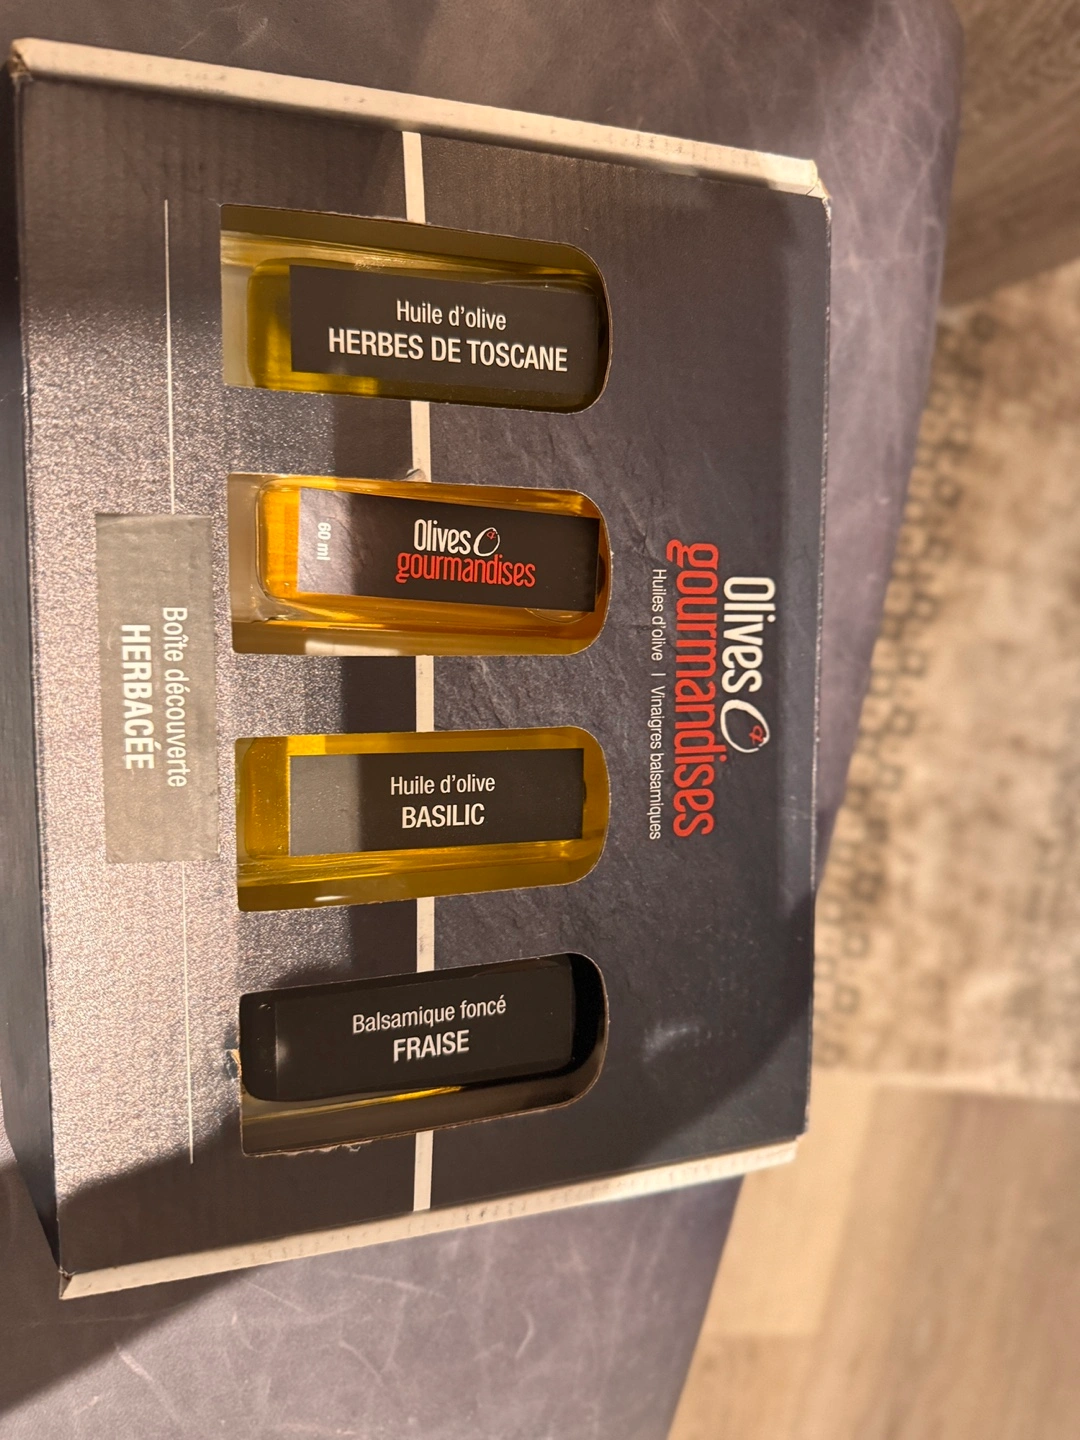 Olives &
gourmandises
Huiles d'olive | Vinaigres balsamiques
Huile d'olive
HERBES DE TOSCANE
Olives &
gourmandises
60 ml
Huile d'olive
BASILIC
Balsamique foncé
FRAISE
Boîte découverte
HERBACÉE